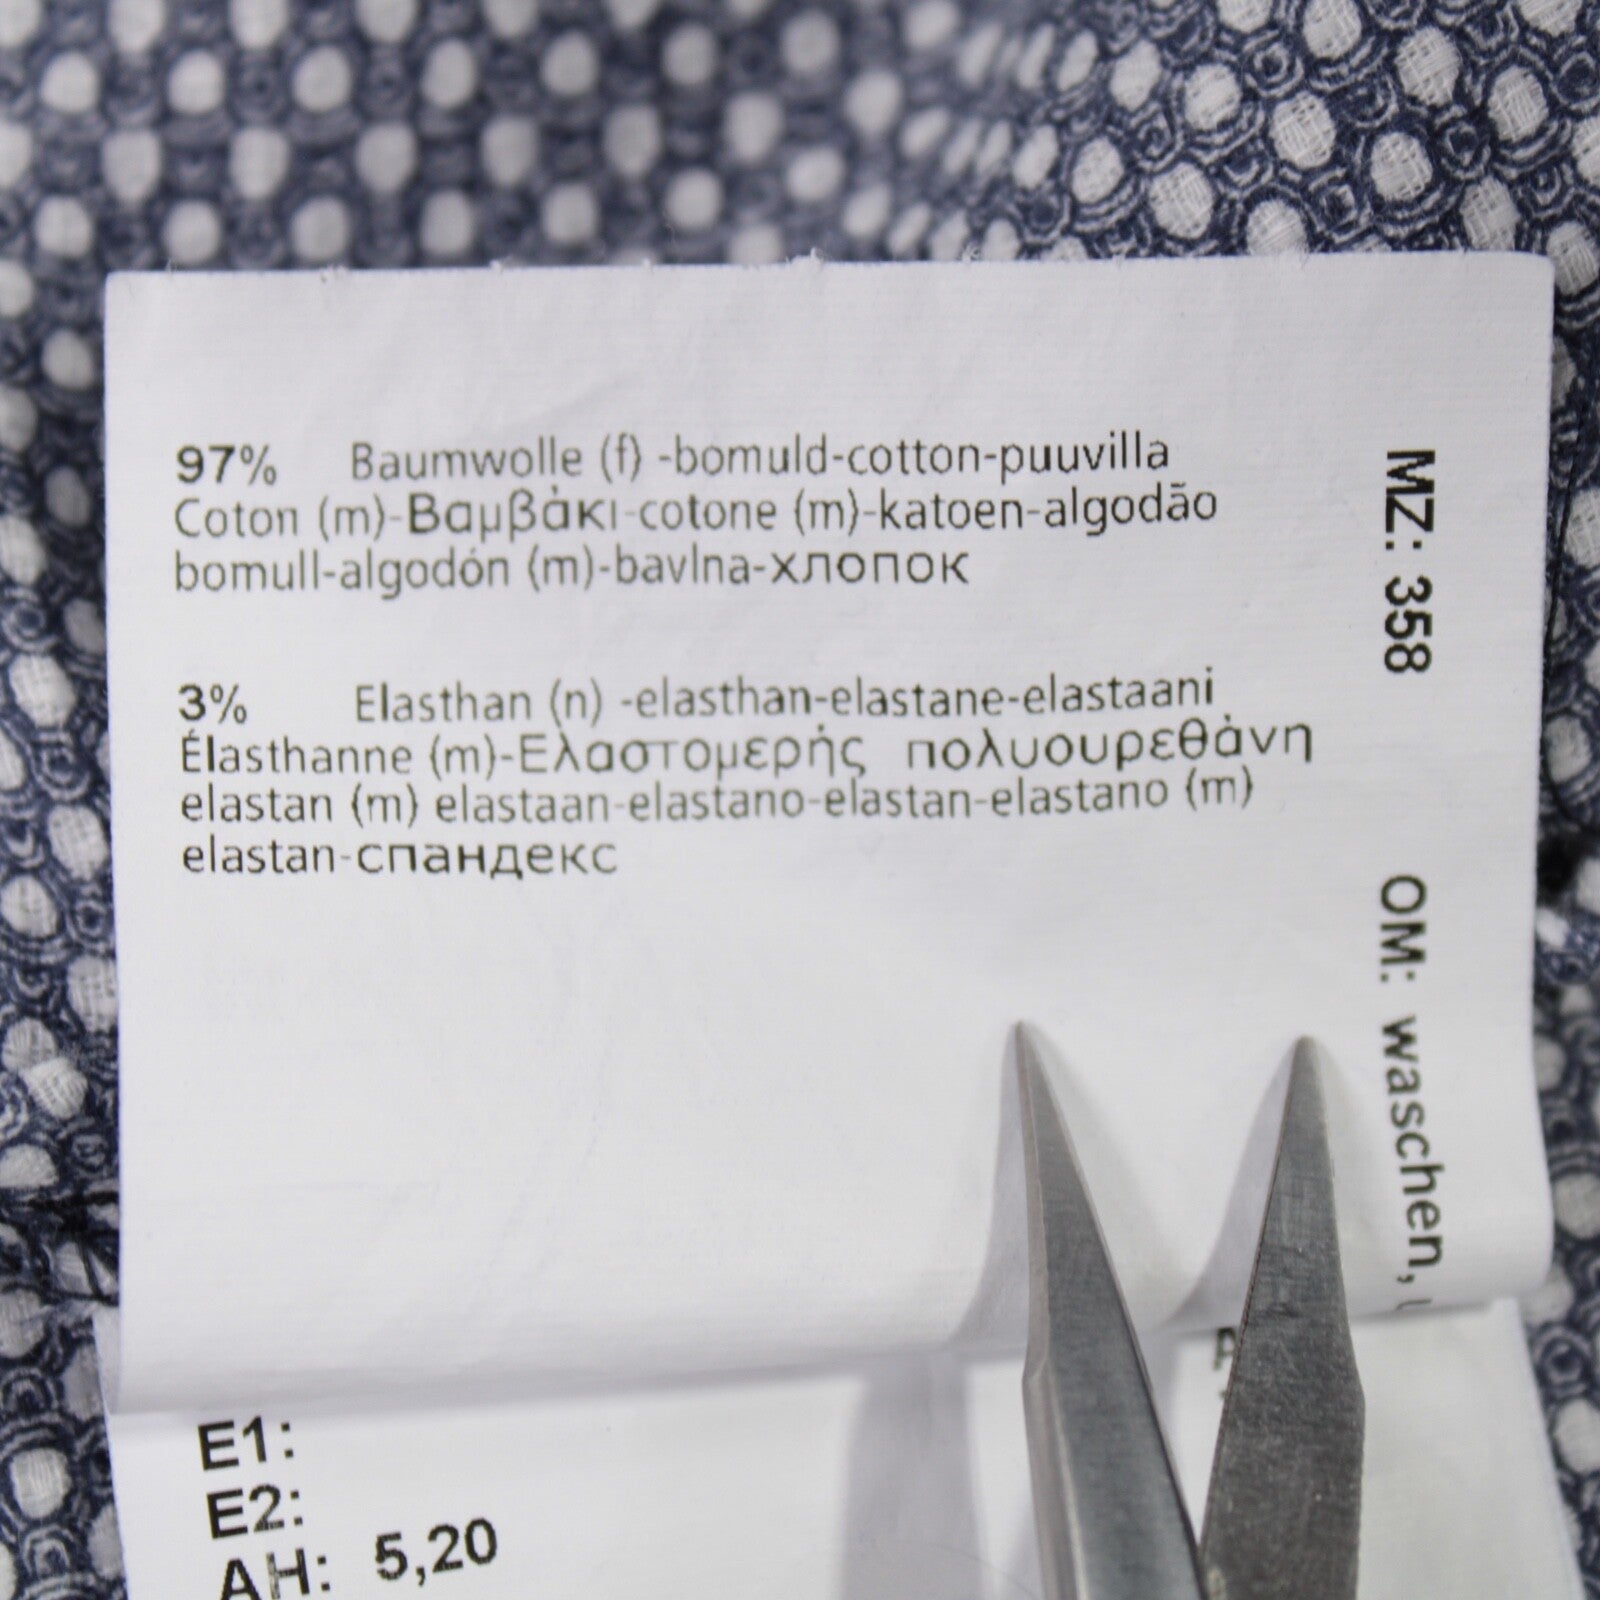 97% Baumwolle (f) -bomuld-cotton-puuvilla
Coton (m)-Βαμβάκι-cotone (m)-katoen-algodão
bomull-algodón (m)-bavlna-хлопок
3% Elasthan (n) -elasthan-elastane-elastaani
Élasthanne (m)-Ελαστομερής πολυουρεθάνη
elastan (m) elastaan-elastano-elastan-elastano (m)
elastan-спандекс
MZ: 358 OM: waschen,
E1:
E2:
AH: 5,20